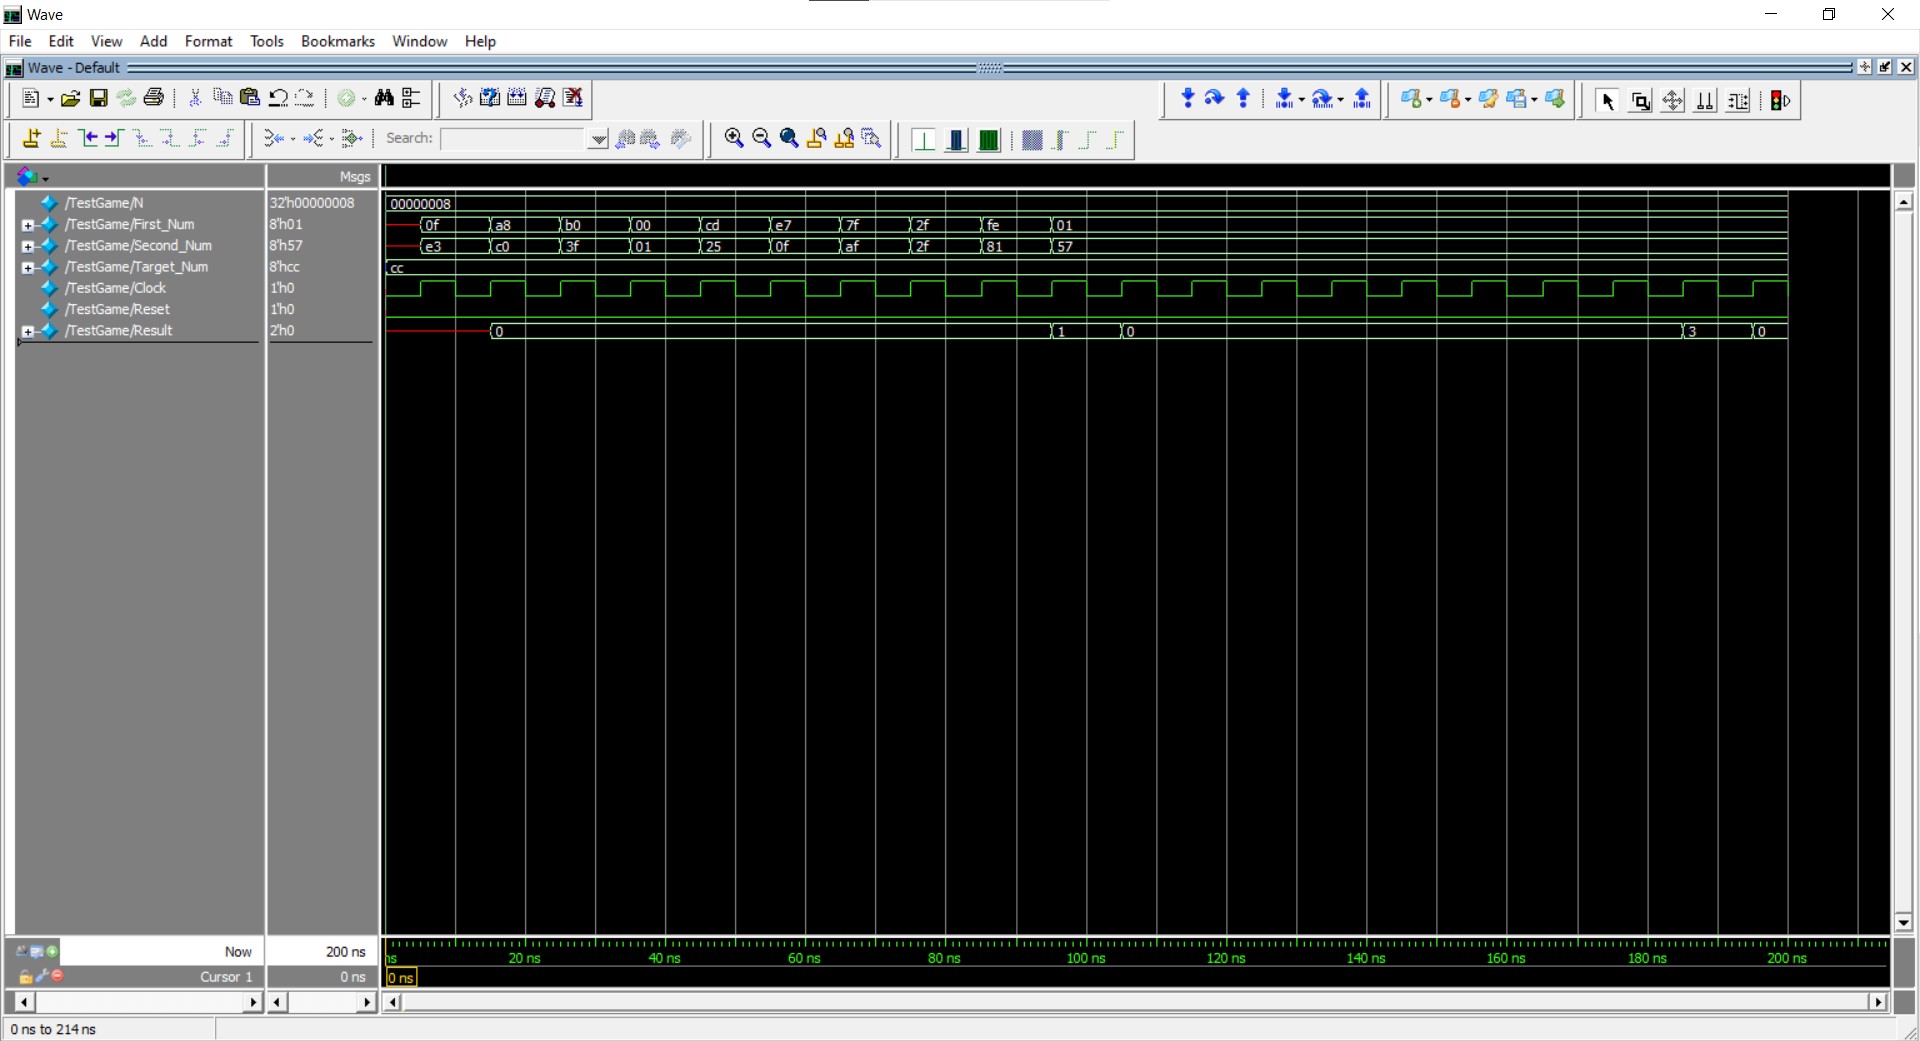 Wave
File Edit View Add Format Tools Bookmarks Window Help
Wave - Default
Search:
Msgs
/TestGame/N 32'h00000008 00000008
/TestGame/First_Num 8'h01 0f a8 b0 00 cd e7 7f 2f fe 01
/TestGame/Second_Num 8'h57 e3 c0 3f 01 25 0f af 2f 81 57
/TestGame/Target_Num 8'hcc cc
/TestGame/Clock 1'h0
/TestGame/Reset 1'h0
/TestGame/Result 2'h0 0 1 0 3 0
Now 200 ns ns 20 ns 40 ns 60 ns 80 ns 100 ns 120 ns 140 ns 160 ns 180 ns 200 ns
Cursor 1 0 ns 0 ns
0 ns to 214 ns